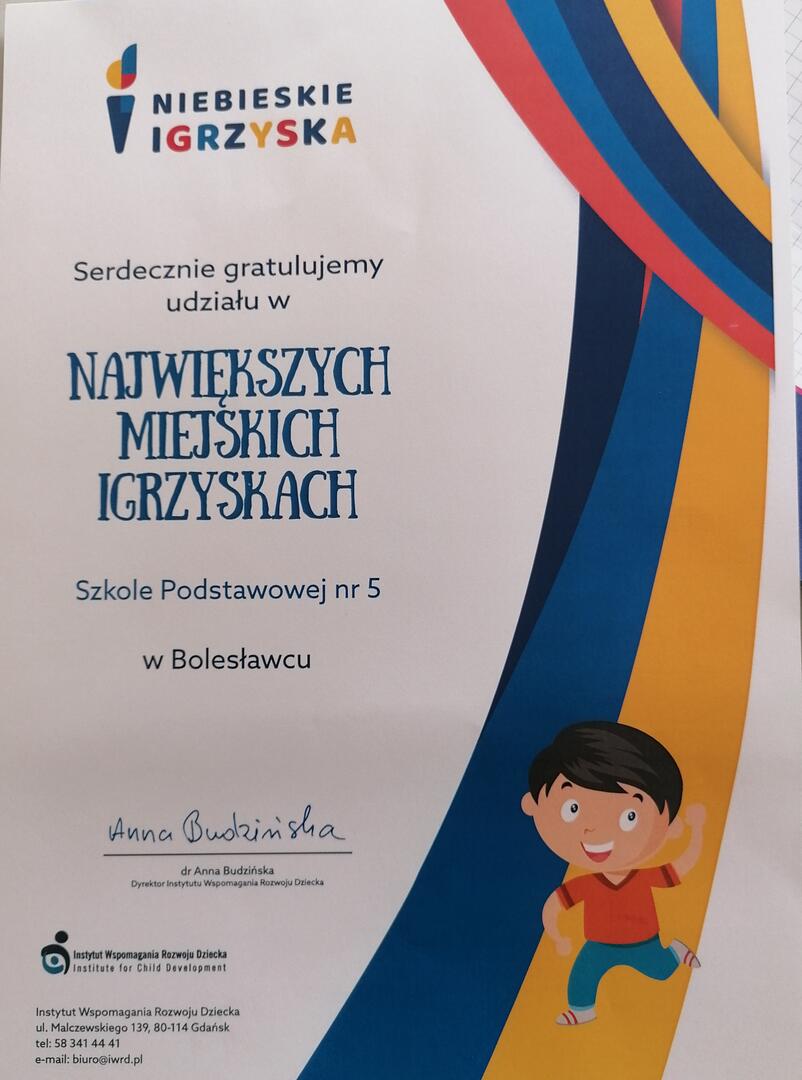 NIEBIESKIE
IGRZYSKA
Serdecznie gratulujemy
udziału w
NAJWIĘKSZYCH
MIEJSKICH
IGRZYSKACH
Szkole Podstawowej nr 5
w Bolesławcu
Anna Budzińska
dr Anna Budzińska
Dyrektor Instytutu Wspomagania Rozwoju Dziecka
Instytut Wspomagania Rozwoju Dziecka
Institute for Child Development
Instytut Wspomagania Rozwoju Dziecka
ul. Malczewskiego 139, 80-114 Gdańsk
tel: 58 341 44 41
e-mail: biuro@iwrd.pl